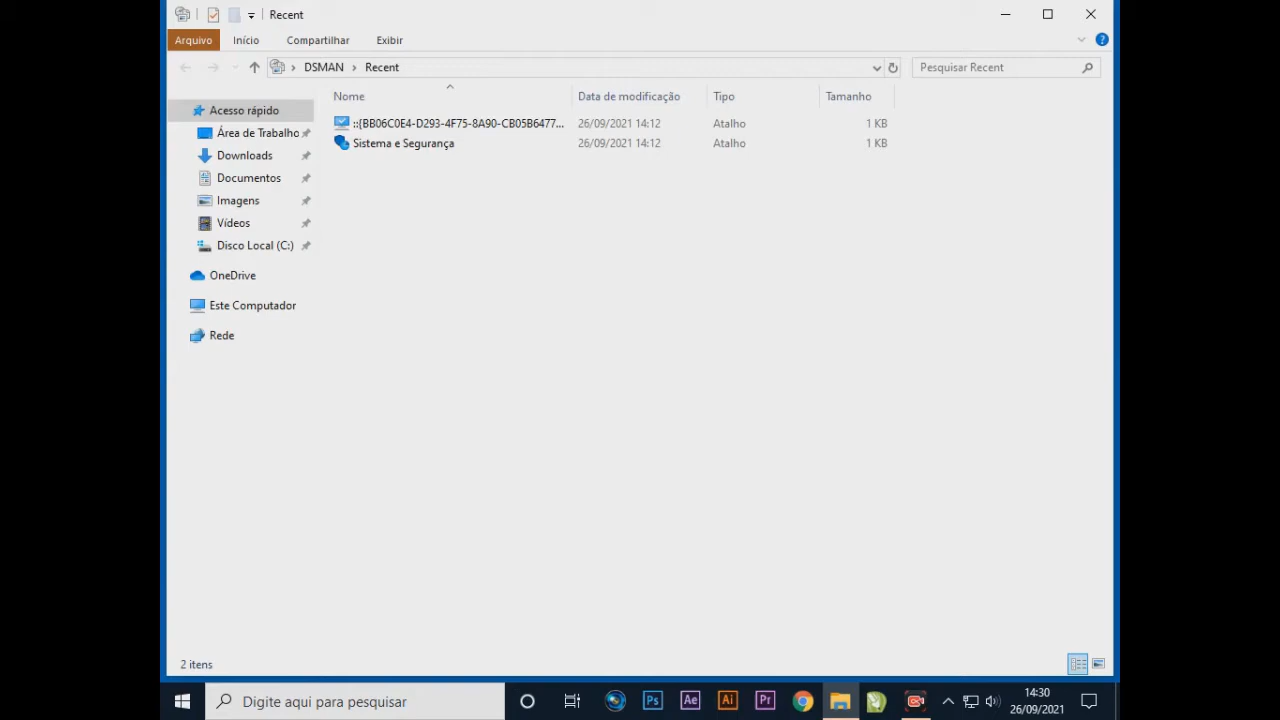 Recent
Arquivo Início Compartilhar Exibir
DSMAN Recent Pesquisar Recent
Nome Data de modificação Tipo Tamanho
Acesso rápido
Área de Trabalho
Downloads
Documentos
Imagens
Vídeos
Disco Local (C:)
OneDrive
Este Computador
Rede
::{BB06C0E4-D293-4F75-8A90-CB05B6477... 26/09/2021 14:12 Atalho 1 KB
Sistema e Segurança 26/09/2021 14:12 Atalho 1 KB
2 itens
Digite aqui para pesquisar
Ps Ae Ai Pr
14:30
26/09/2021